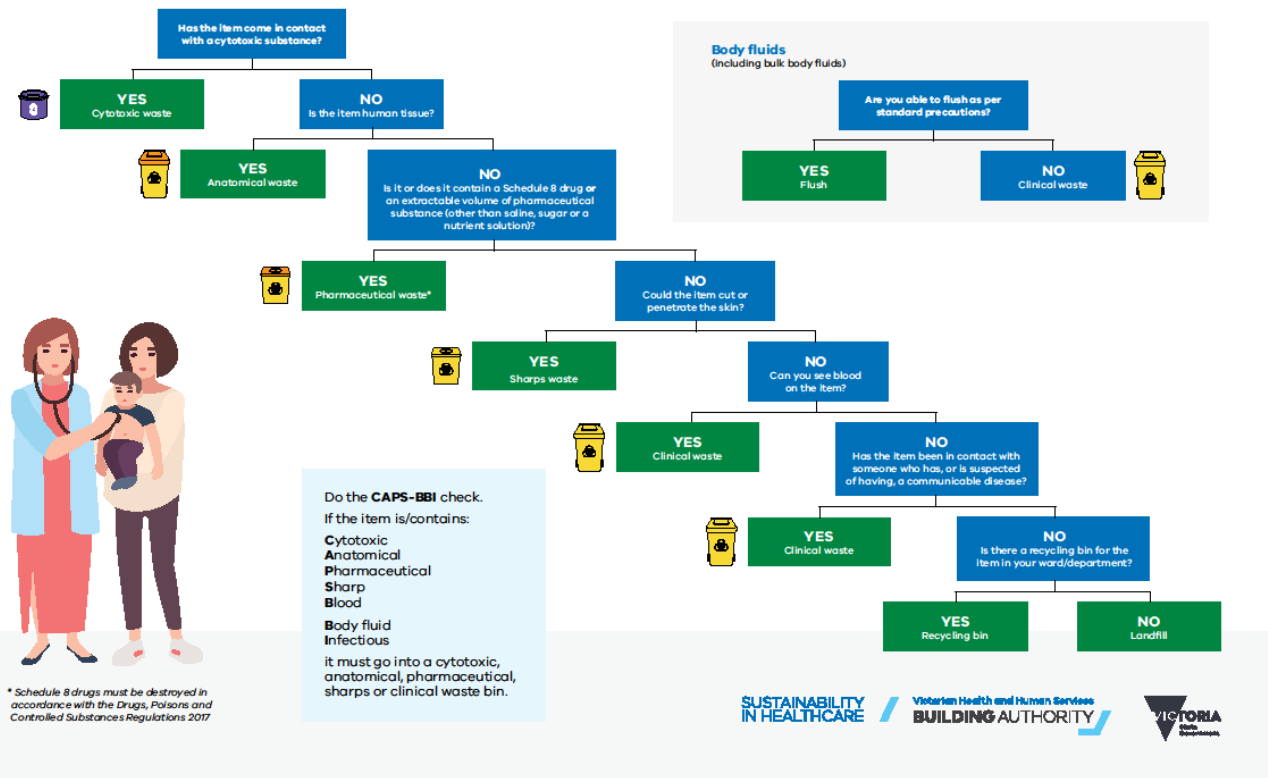 Has the item come in contact
with a cytotoxic substance?
YES
Cytotoxic waste
NO
Is the item human tissue?
YES
Anatomical waste
NO
Is it or does it contain a Schedule 8 drug or
an extractable volume of pharmaceutical
substance (other than saline, sugar or a
nutrient solution)?
YES
Pharmaceutical waste*
NO
Could the item cut or
penetrate the skin?
YES
Sharps waste
NO
Can you see blood
on the item?
YES
Clinical waste
NO
Has the item been in contact with
someone who has, or is suspected
of having, a communicable disease?
YES
Clinical waste
NO
Is there a recycling bin for the
item in your ward/department?
YES
Recycling bin
NO
Landfill
Body fluids
(including bulk body fluids)
Are you able to flush as per
standard precautions?
YES
Flush
NO
Clinical waste
Do the CAPS-BBI check.
If the item is/contains:
Cytotoxic
Anatomical
Pharmaceutical
Sharp
Blood
Body fluid
Infectious
it must go into a cytotoxic,
anatomical, pharmaceutical,
sharps or clinical waste bin.
* Schedule 8 drugs must be destroyed in
accordance with the Drugs, Poisons and
Controlled Substances Regulations 2017
SUSTAINABILITY
IN HEALTHCARE
Victorian Health and Human Services
BUILDING AUTHORITY
VICTORIA
State
Government